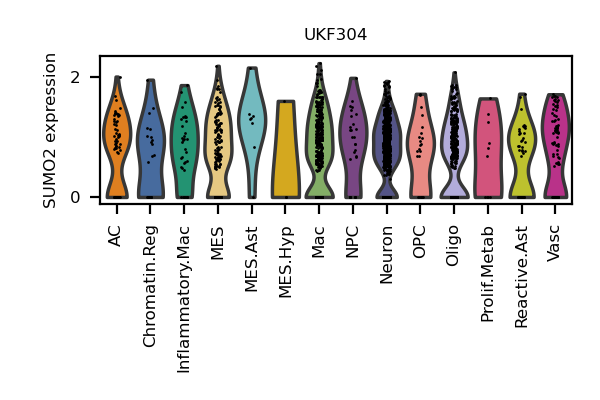 UKF304
SUMO2 expression
2
0
AC
Chromatin.Reg
Inflammatory.Mac
MES
MES.Ast
MES.Hyp
Mac
NPC
Neuron
OPC
Oligo
Prolif.Metab
Reactive.Ast
Vasc